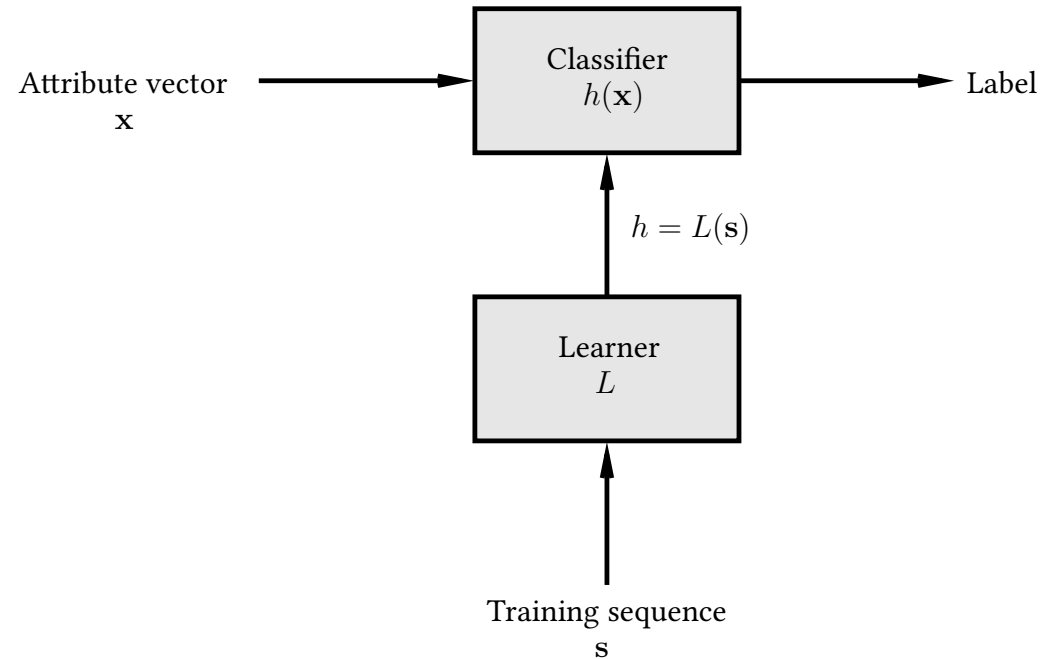 Classifier
h(x)
Attribute vector
x
Label
h = L(s)
Learner
L
Training sequence
s